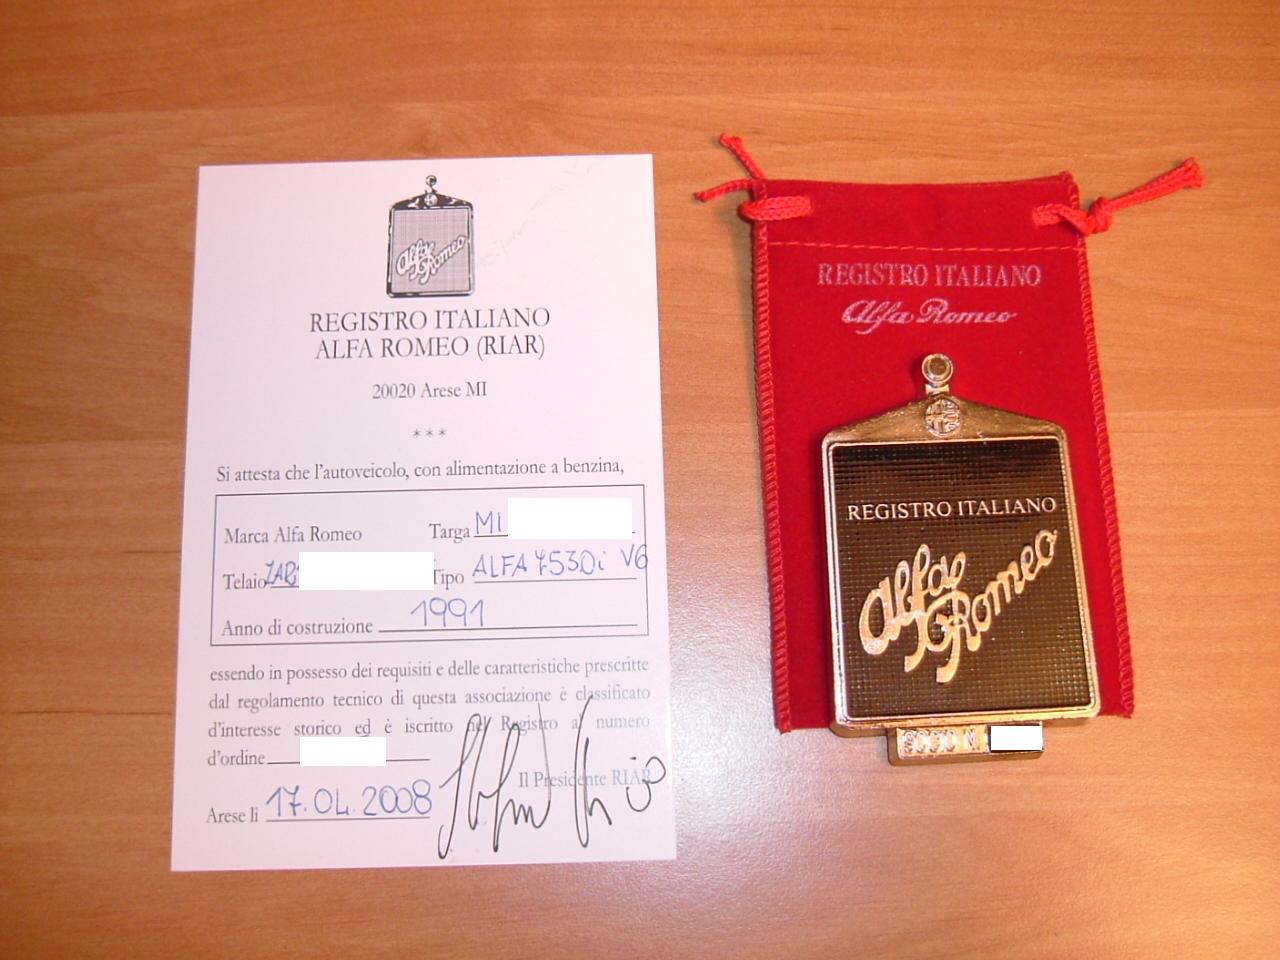 Alfa
Romeo
REGISTRO ITALIANO
ALFA ROMEO (RIAR)
20020 Arese MI
***
Si attesta che l'autoveicolo, con alimentazione a benzina,
Marca Alfa Romeo Targa MI
Telaio ZAR Tipo ALFA 75 3.0i V6
Anno di costruzione 1991
essendo in possesso dei requisiti e delle caratteristiche prescritte
dal regolamento tecnico di questa associazione è classificato
d'interesse storico ed è iscritto nel Registro al numero
d'ordine
Il Presidente RIAR
Arese li 17.04.2008
REGISTRO ITALIANO
Alfa Romeo
REGISTRO ITALIANO
Alfa
Romeo
SOCIO N.